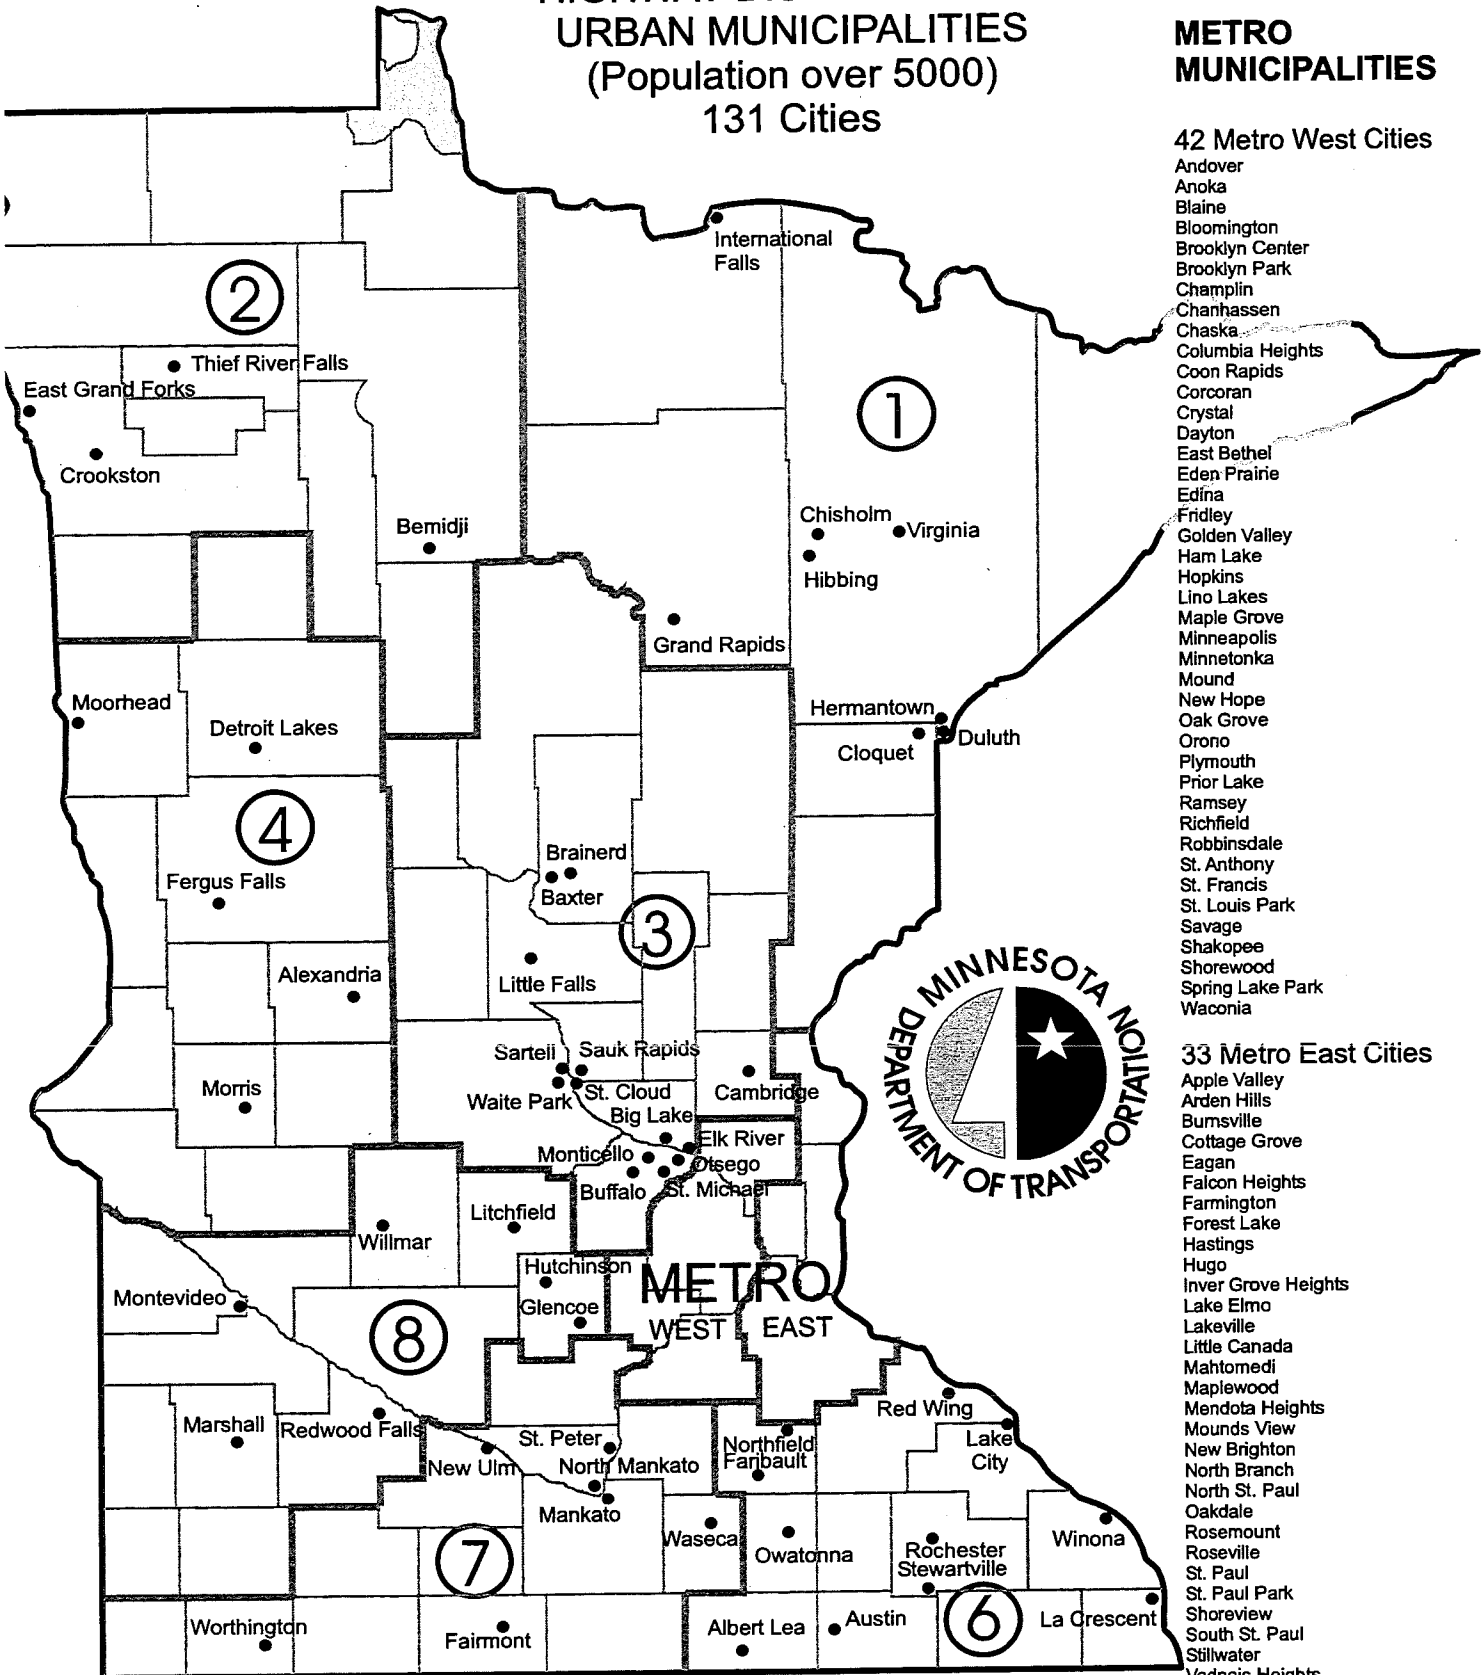 URBAN MUNICIPALITIES
(Population over 5000)
131 Cities
METRO
MUNICIPALITIES
42 Metro West Cities
Andover
Anoka
Blaine
Bloomington
Brooklyn Center
Brooklyn Park
Champlin
Chanhassen
Chaska
Columbia Heights
Coon Rapids
Corcoran
Crystal
Dayton
East Bethel
Eden Prairie
Edina
Fridley
Golden Valley
Ham Lake
Hopkins
Lino Lakes
Maple Grove
Minneapolis
Minnetonka
Mound
New Hope
Oak Grove
Orono
Plymouth
Prior Lake
Ramsey
Richfield
Robbinsdale
St. Anthony
St. Francis
St. Louis Park
Savage
Shakopee
Shorewood
Spring Lake Park
Waconia
33 Metro East Cities
Apple Valley
Arden Hills
Burnsville
Cottage Grove
Eagan
Falcon Heights
Farmington
Forest Lake
Hastings
Hugo
Inver Grove Heights
Lake Elmo
Lakeville
Little Canada
Mahtomedi
Maplewood
Mendota Heights
Mounds View
New Brighton
North Branch
North St. Paul
Oakdale
Rosemount
Roseville
St. Paul
St. Paul Park
Shoreview
South St. Paul
Stillwater
Vadnais Heights
International
Falls
2
Thief River Falls
East Grand Forks
Crookston
Bemidji
1
Chisholm
Virginia
Hibbing
Grand Rapids
Hermantown
Duluth
Cloquet
Moorhead
Detroit Lakes
4
Fergus Falls
Alexandria
Morris
Brainerd
Baxter
3
Little Falls
Sartell
Sauk Rapids
Waite Park
St. Cloud
Big Lake
Cambridge
Elk River
Monticello
Otsego
Buffalo
St. Michael
MINNESOTA
DEPARTMENT OF TRANSPORTATION
Litchfield
Willmar
Hutchinson
Glencoe
METRO
WEST
EAST
Montevideo
8
Marshall
Redwood Falls
New Ulm
St. Peter
North Mankato
Mankato
Northfield
Faribault
Red Wing
Lake
City
Waseca
Owatonna
Rochester
Stewartville
Winona
7
Worthington
Fairmont
Albert Lea
Austin
6
La Crescent